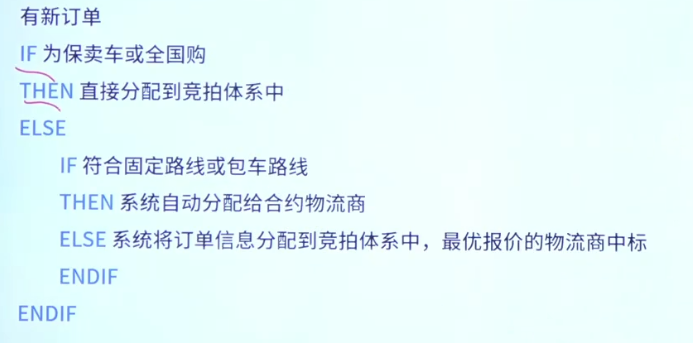 有新订单
IF 为保卖车或全国购
THEN 直接分配到竞拍体系中
ELSE
IF 符合固定路线或包车路线
THEN 系统自动分配给合约物流商
ELSE 系统将订单信息分配到竞拍体系中，最优报价的物流商中标
ENDIF
ENDIF